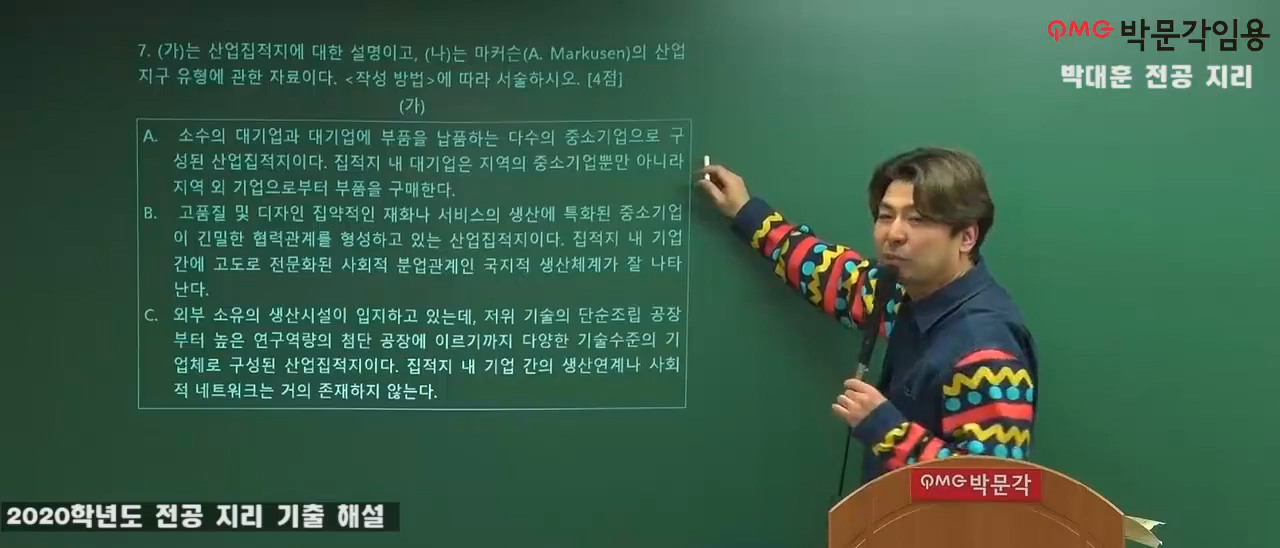 ꟼMG 박문각임용
박대훈 전공 지리
7. (가)는 산업집적지에 대한 설명이고, (나)는 마커슨(A. Markusen)의 산업
지구 유형에 관한 자료이다. <작성 방법>에 따라 서술하시오. [4점]
(가)
A. 소수의 대기업과 대기업에 부품을 납품하는 다수의 중소기업으로 구
성된 산업집적지이다. 집적지 내 대기업은 지역의 중소기업뿐만 아니라
지역 외 기업으로부터 부품을 구매한다.
B. 고품질 및 디자인 집약적인 재화나 서비스의 생산에 특화된 중소기업
이 긴밀한 협력관계를 형성하고 있는 산업집적지이다. 집적지 내 기업
간에 고도로 전문화된 사회적 분업관계인 국지적 생산체계가 잘 나타
난다.
C. 외부 소유의 생산시설이 입지하고 있는데, 저위 기술의 단순조립 공장
부터 높은 연구역량의 첨단 공장에 이르기까지 다양한 기술수준의 기
업체로 구성된 산업집적지이다. 집적지 내 기업 간의 생산연계나 사회
적 네트워크는 거의 존재하지 않는다.
ꟼMG박문각
2020학년도 전공 지리 기출 해설